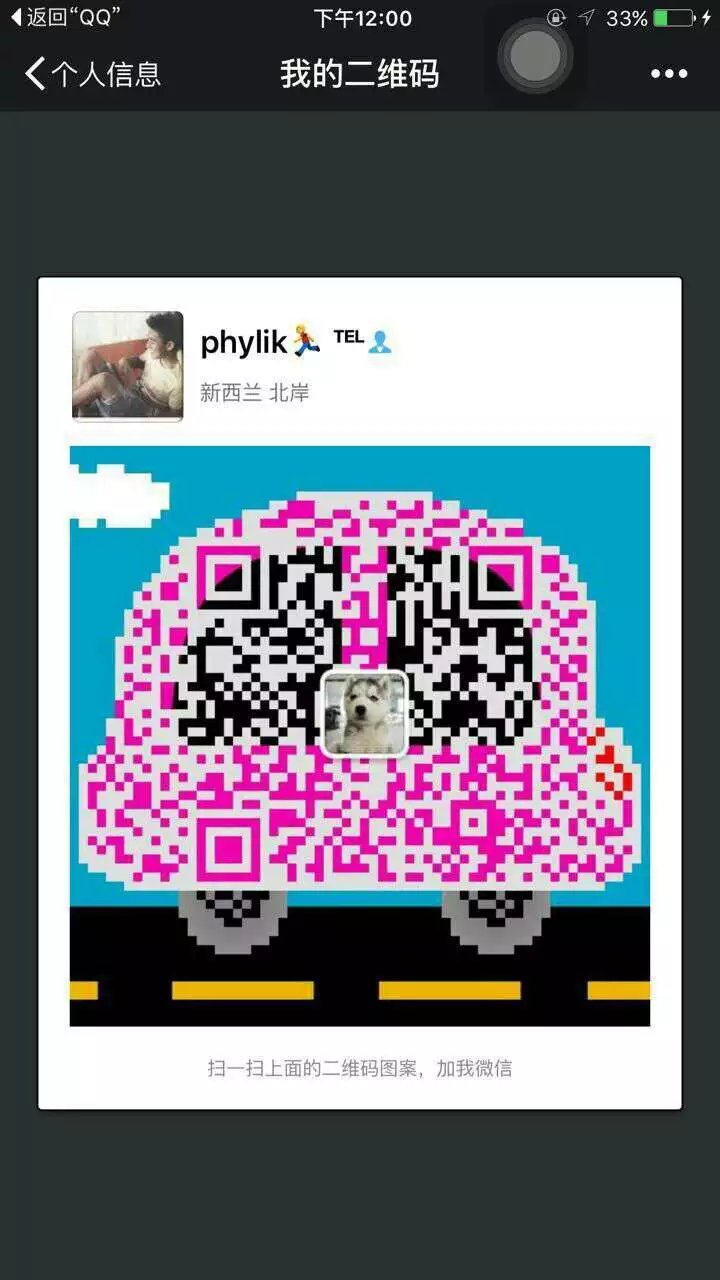 返回“QQ”
下午12:00
33%
个人信息
我的二维码
phylik🏃 TEL👤
新西兰 北岸
扫一扫上面的二维码图案，加我微信